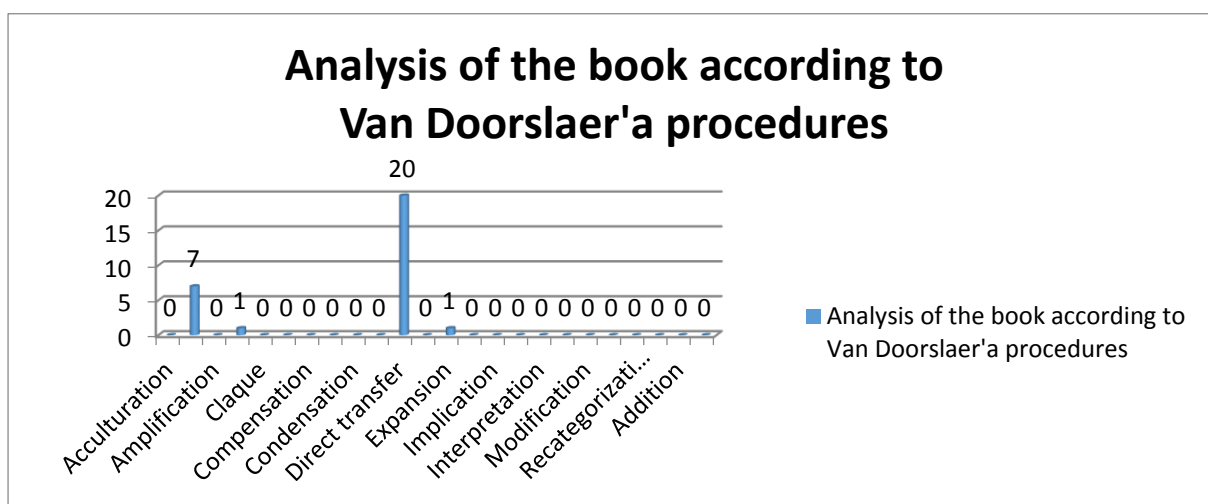 Analysis of the book according to
Van Doorslaer'a procedures
20
20
15
10
5
0
0 7 0 1 0 0 0 0 0 0 0 1 0 0 0 0 0 0 0 0 0 0 0
Acculturation
Amplification
Claque
Compensation
Condensation
Direct transfer
Expansion
Implication
Interpretation
Modification
Recategorizati...
Addition
Analysis of the book according to
Van Doorslaer'a procedures